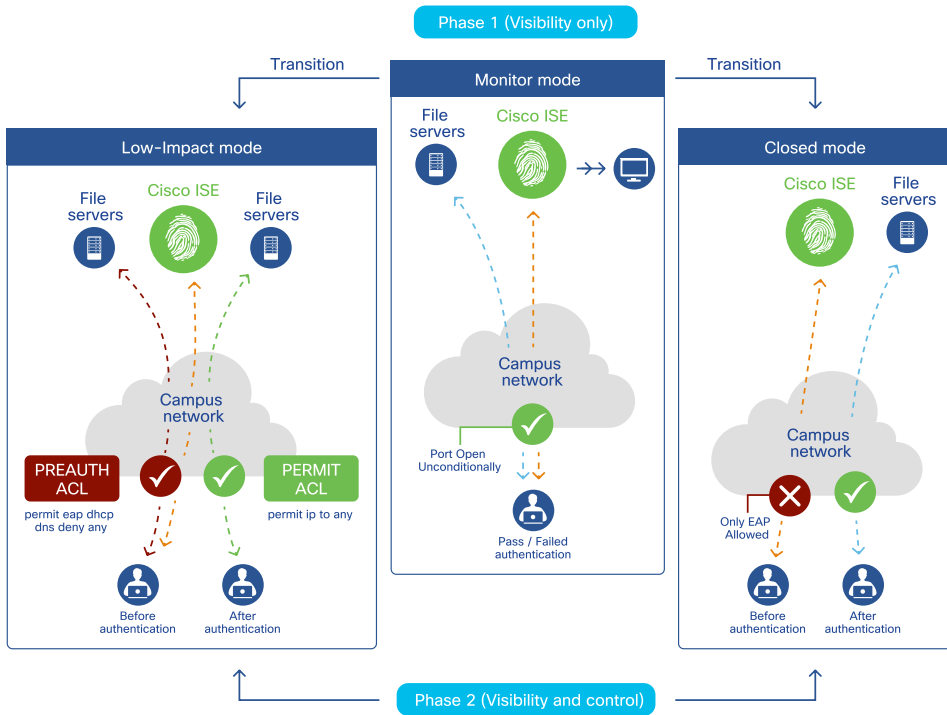 Phase 1 (Visibility only)
Transition
Transition
Monitor mode
File
servers
Cisco ISE
Campus
network
Port Open
Unconditionally
Pass / Failed
authentication
Low-Impact mode
File
servers
Cisco ISE
File
servers
Campus
network
PREAUTH
ACL
permit eap dhcp
dns deny any
PERMIT
ACL
permit ip to any
Before
authentication
After
authentication
Closed mode
Cisco ISE
File
servers
Campus
network
Only EAP
Allowed
Before
authentication
After
authentication
Phase 2 (Visibility and control)